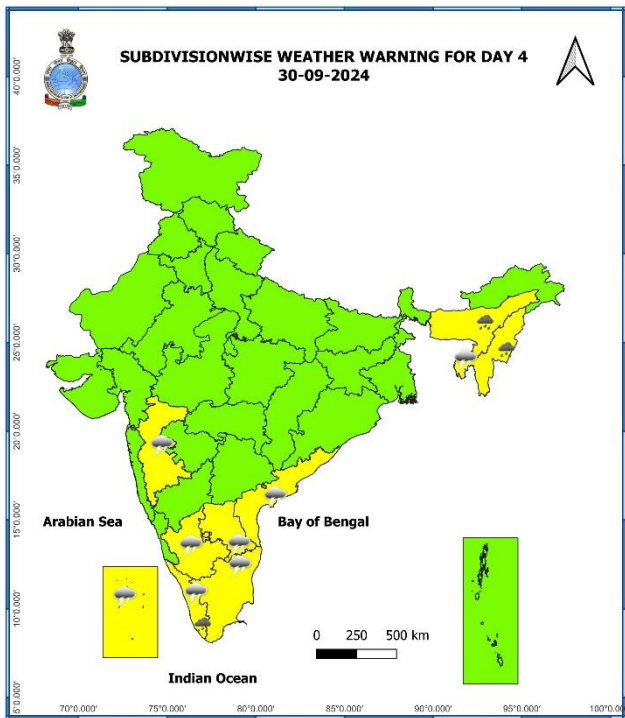 SUBDIVISIONWISE WEATHER WARNING FOR DAY 4
30-09-2024
40°0.000'
35°0.000'
30°0.000'
25°0.000'
20°0.000'
15°0.000'
10°0.000'
5°0.000'
Arabian Sea
Bay of Bengal
0 250 500 km
Indian Ocean
70°0.000' 75°0.000' 80°0.000' 85°0.000' 90°0.000' 95°0.000' 100°0.000'